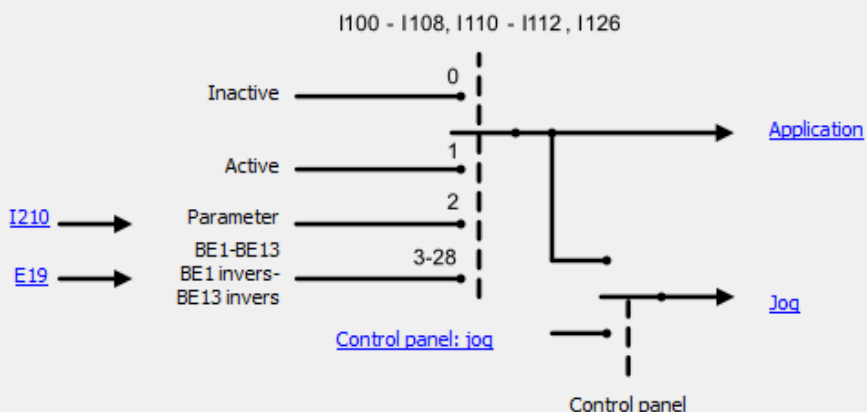 I100 - I108, I110 - I112 , I126
0
Inactive
Application
1
Active
I210
Parameter
2
BE1-BE13
3-28
E19
BE1 invers-
BE13 invers
Jog
Control panel: jog
Control panel